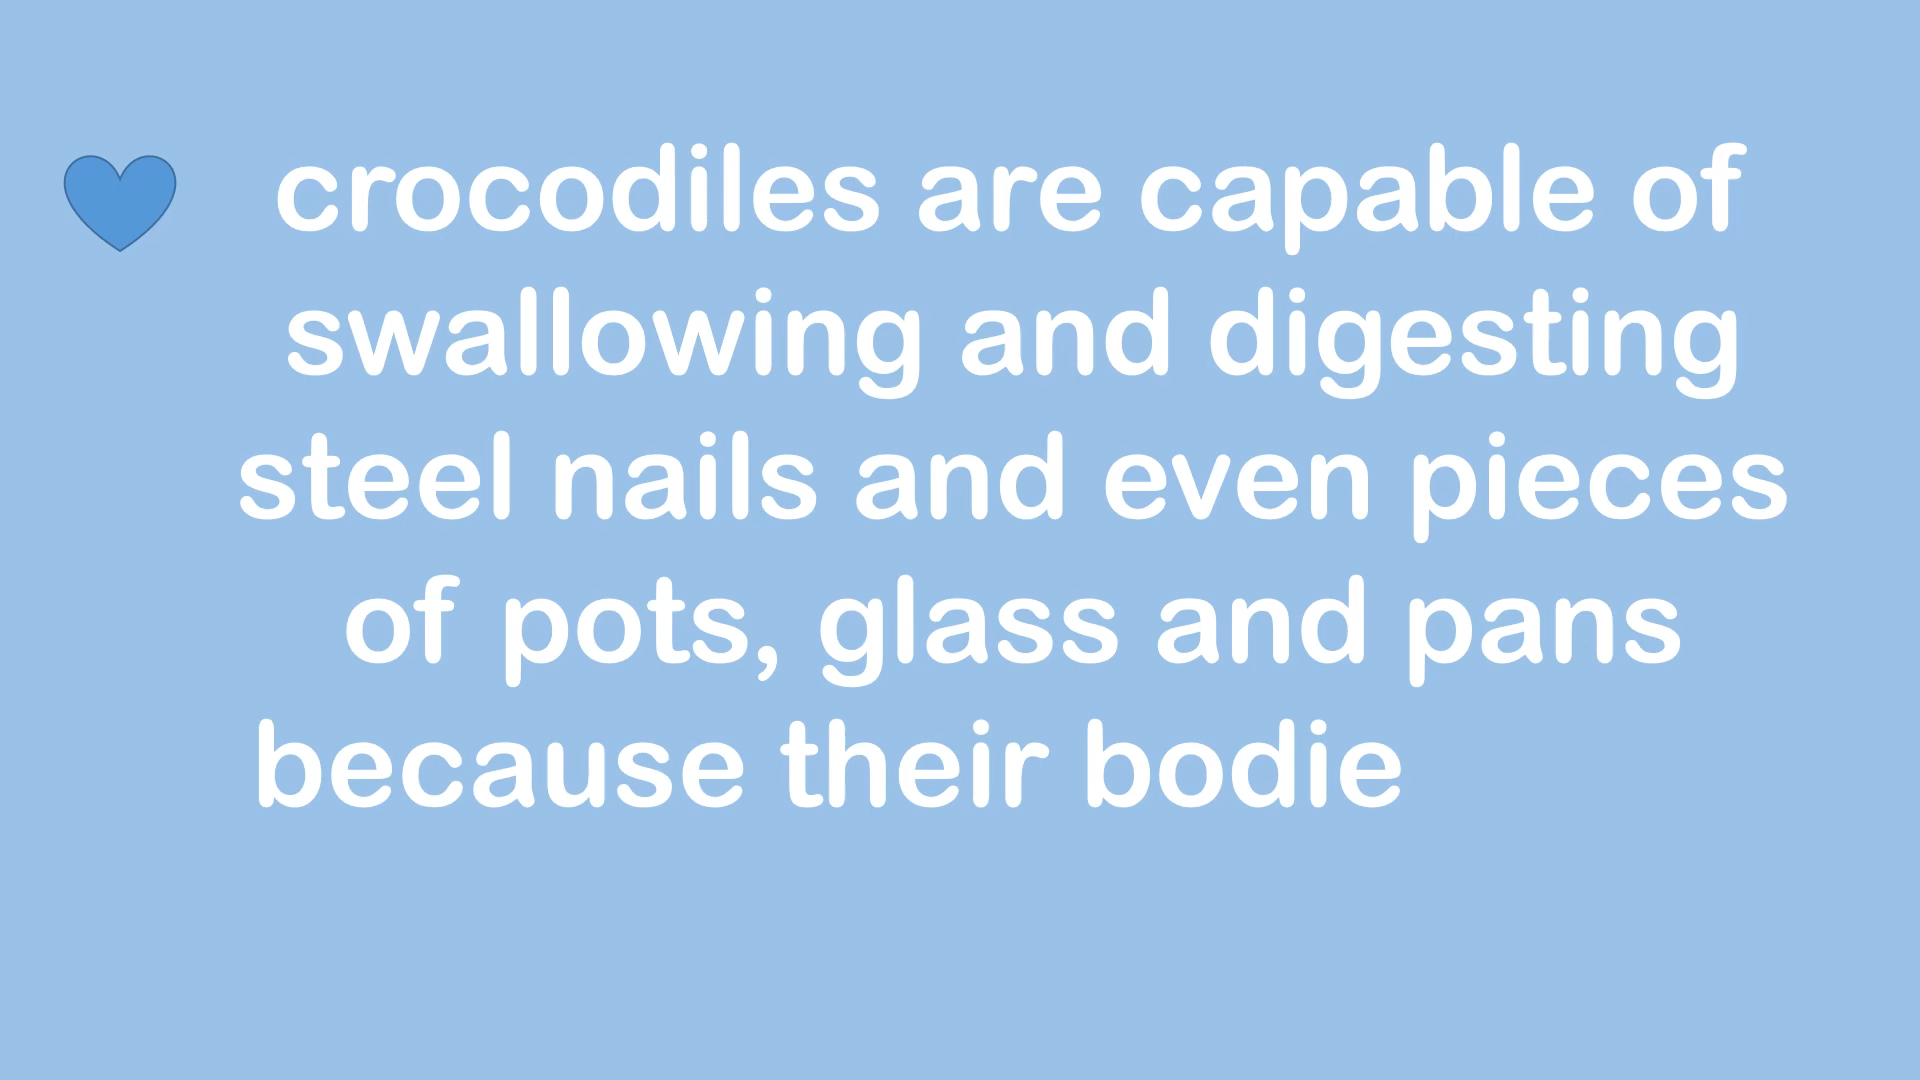 crocodiles are capable of
swallowing and digesting
steel nails and even pieces
of pots, glass and pans
because their bodie